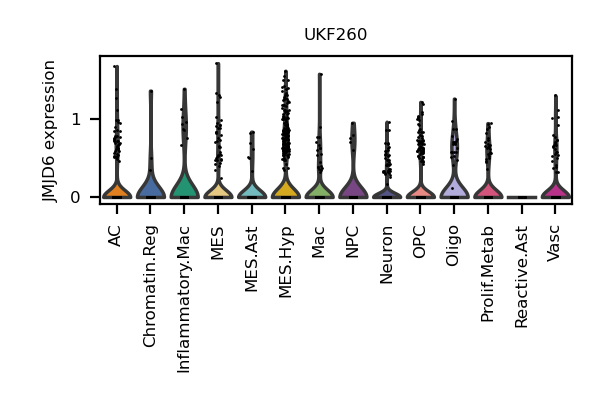 UKF260
JMJD6 expression
1
0
AC
Chromatin.Reg
Inflammatory.Mac
MES
MES.Ast
MES.Hyp
Mac
NPC
Neuron
OPC
Oligo
Prolif.Metab
Reactive.Ast
Vasc